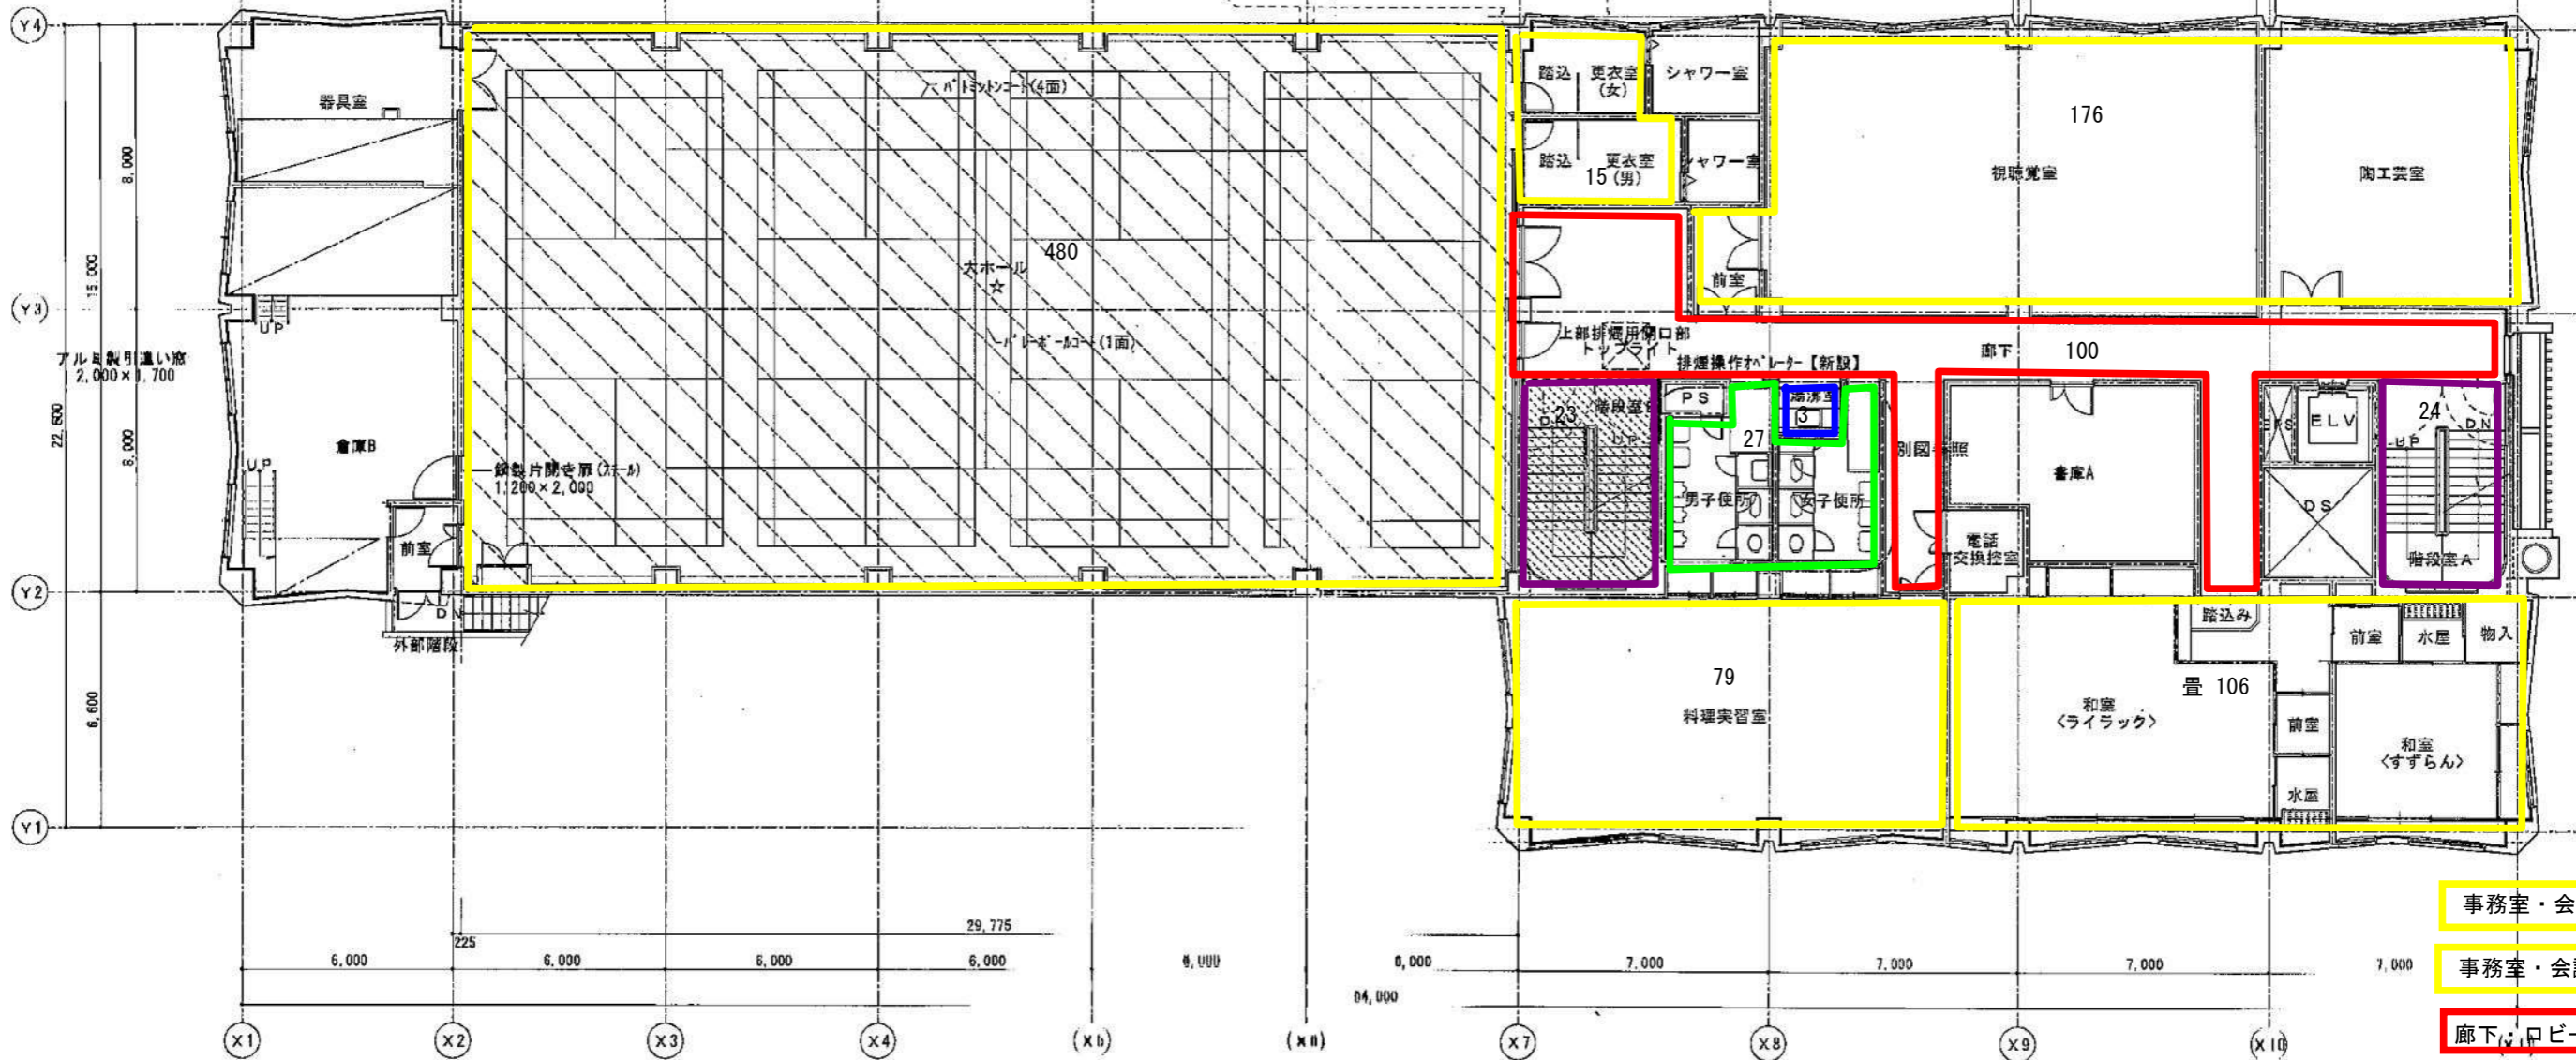 Y4
器具室
バトミントンコート(4面)
踏込
更衣室
(女)
シャワー室
176
8,000
踏込
更衣室
(男)
15
シャワー室
視聴覚室
陶工芸室
15,000
480
大ホール
☆
前室
Y3
UP
バレーボールコート(1面)
上部排煙用開口部
トップライト
廊下
100
アルミ製引違い窓
2,000×1,700
排煙操作オペレーター【新設】
23
階段室
UP
PS
湯沸室
3
27
別図参照
EPS
ELV
24
UP
DN
22,600
8,000
倉庫B
UP
鋼製片開き扉(スチール)
1,200×2,000
男子便所
女子便所
書庫A
DS
前室
電話
交換控室
階段室A
Y2
DN
外部階段
踏込み
前室
水屋
物入
79
料理実習室
畳 106
和室
<ライラック>
前室
和室
<すずらん>
6,600
水屋
Y1
事務室・会
29,775
225
6,000
6,000
6,000
6,000
6,000
7,000
7,000
7,000
7,000
事務室・会
廊下・ロビー
X1
X2
X3
X4
X7
X8
X9
X10